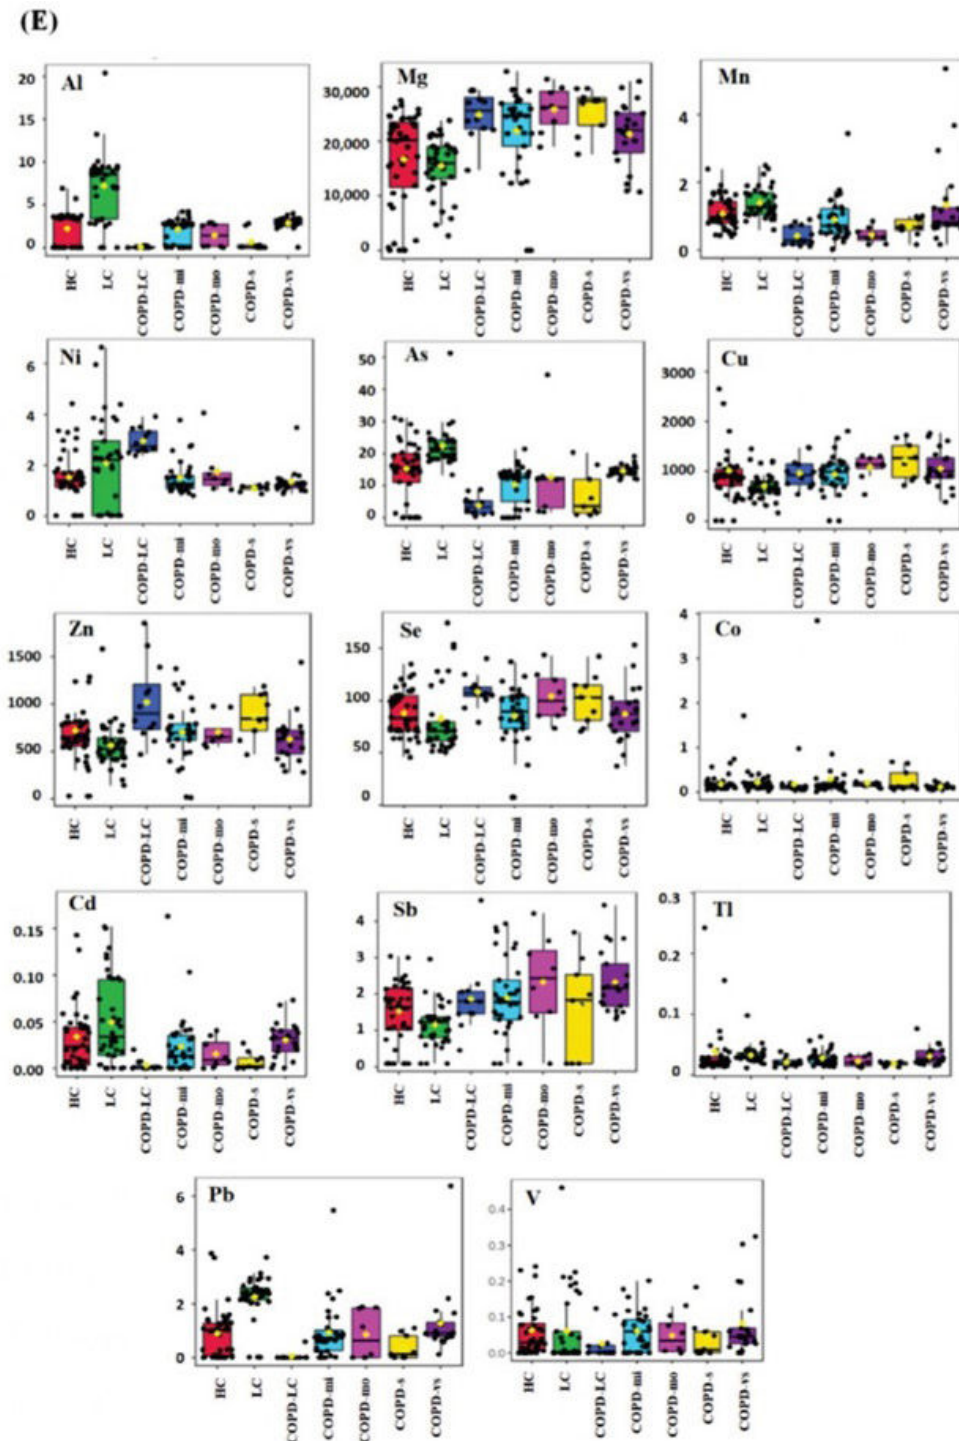 (E)
Al
20
15
10
5
0
HC
LC
COPD-LC
COPD-mi
COPD-mo
COPD-s
COPD-vs
Mg
30,000
20,000
10,000
0
HC
LC
COPD-LC
COPD-mi
COPD-mo
COPD-s
COPD-vs
Mn
4
2
0
HC
LC
COPD-LC
COPD-mi
COPD-mo
COPD-s
COPD-vs
Ni
6
4
2
0
HC
LC
COPD-LC
COPD-mi
COPD-mo
COPD-s
COPD-vs
As
50
40
30
20
10
0
HC
LC
COPD-LC
COPD-mi
COPD-mo
COPD-s
COPD-vs
Cu
3000
2000
1000
0
HC
LC
COPD-LC
COPD-mi
COPD-mo
COPD-s
COPD-vs
Zn
1500
1000
500
0
HC
LC
COPD-LC
COPD-mi
COPD-mo
COPD-s
COPD-vs
Se
150
100
50
0
HC
LC
COPD-LC
COPD-mi
COPD-mo
COPD-s
COPD-vs
Co
4
3
2
1
0
HC
LC
COPD-LC
COPD-mi
COPD-mo
COPD-s
COPD-vs
Cd
0.15
0.10
0.05
0.00
HC
LC
COPD-LC
COPD-mi
COPD-mo
COPD-s
COPD-vs
Sb
4
3
2
1
0
HC
LC
COPD-LC
COPD-mi
COPD-mo
COPD-s
COPD-vs
Tl
0.3
0.2
0.1
0
HC
LC
COPD-LC
COPD-mi
COPD-mo
COPD-s
COPD-vs
Pb
6
4
2
0
HC
LC
COPD-LC
COPD-mi
COPD-mo
COPD-s
COPD-vs
V
0.4
0.3
0.2
0.1
0.0
HC
LC
COPD-LC
COPD-mi
COPD-mo
COPD-s
COPD-vs